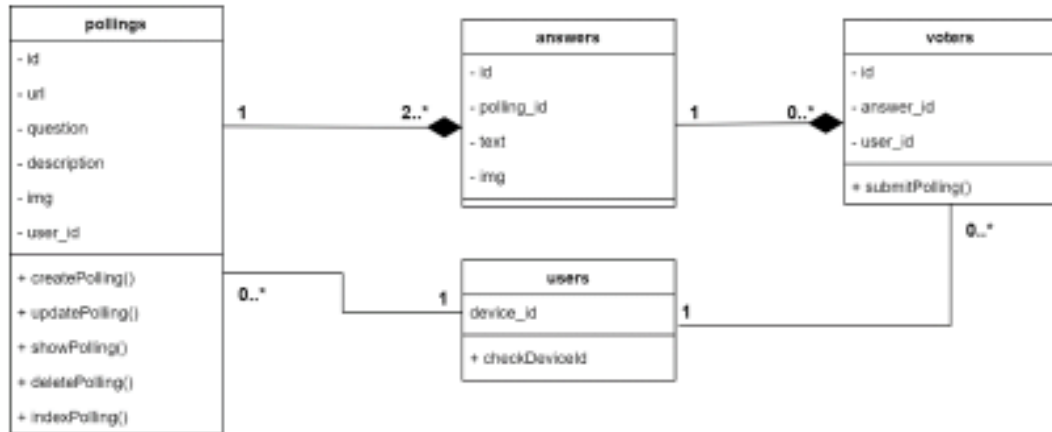 pollings
- id
- url
- question
- description
- img
- user_id
+ createPolling()
+ updatePolling()
+ showPolling()
+ deletePolling()
+ indexPolling()
1
2..*
answers
- id
- polling_id
- text
- img
1
0..*
voters
- id
- answer_id
- user_id
+ submitPolling()
0..*
0..*
1
users
device_id
+ checkDeviceId
1